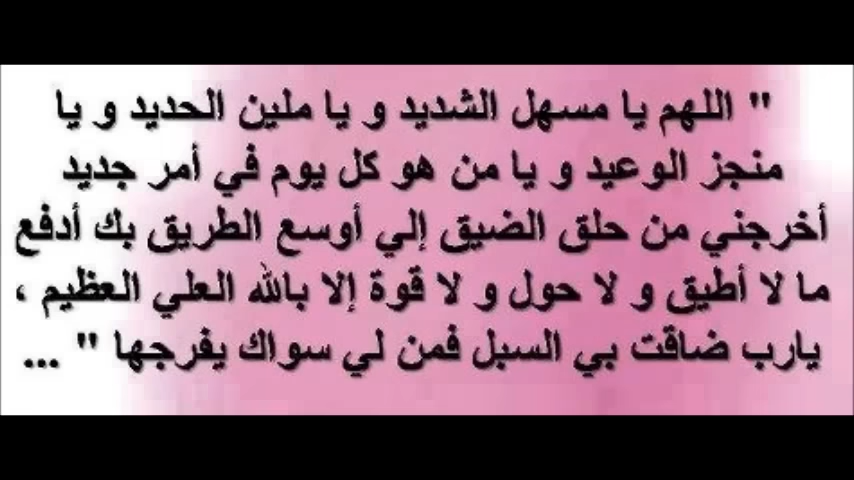 " اللهم يا مسهل الشديد و يا ملين الحديد و يا
منجز الوعيد و يا من هو كل يوم في أمر جديد
أخرجني من حلق الضيق إلي أوسع الطريق بك أدفع
ما لا أطيق و لا حول و لا قوة إلا بالله العلي العظيم ،
يارب ضاقت بي السبل فمن لي سواك يفرجها " ...